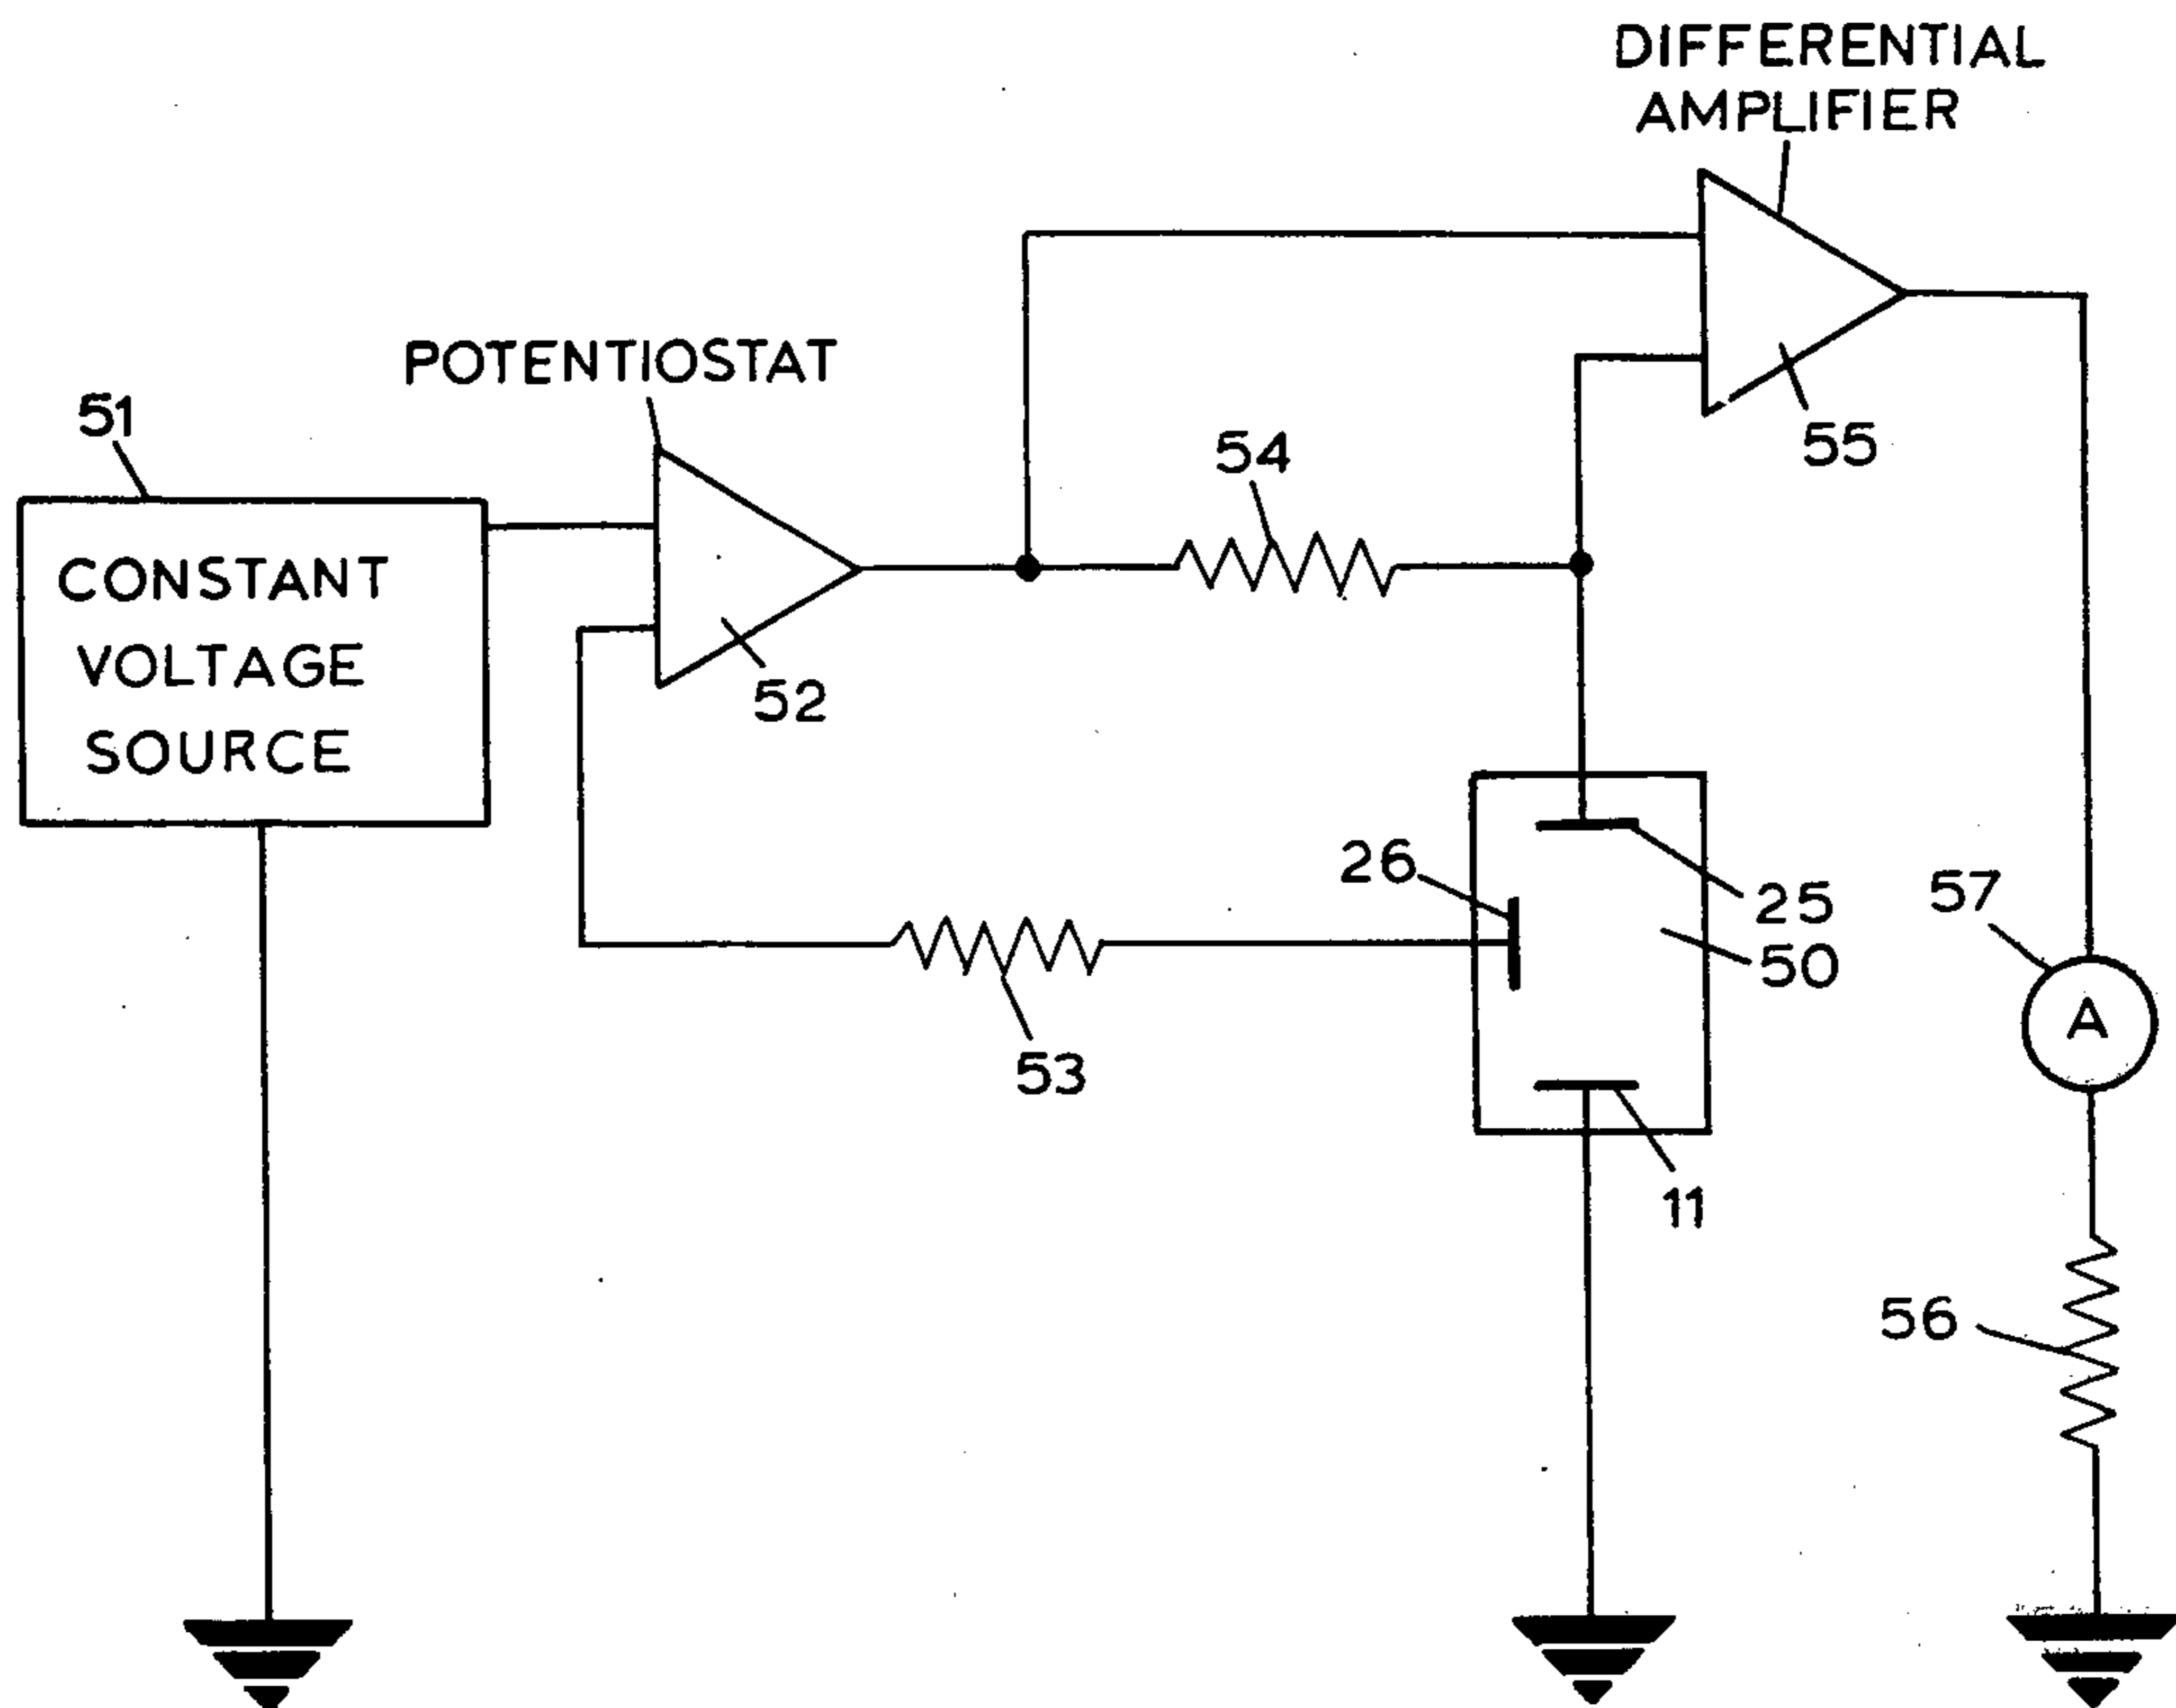 DIFFERENTIAL
AMPLIFIER
POTENTIOSTAT
51
CONSTANT
VOLTAGE
SOURCE
52
54
55
26
25
50
57
A
53
11
56